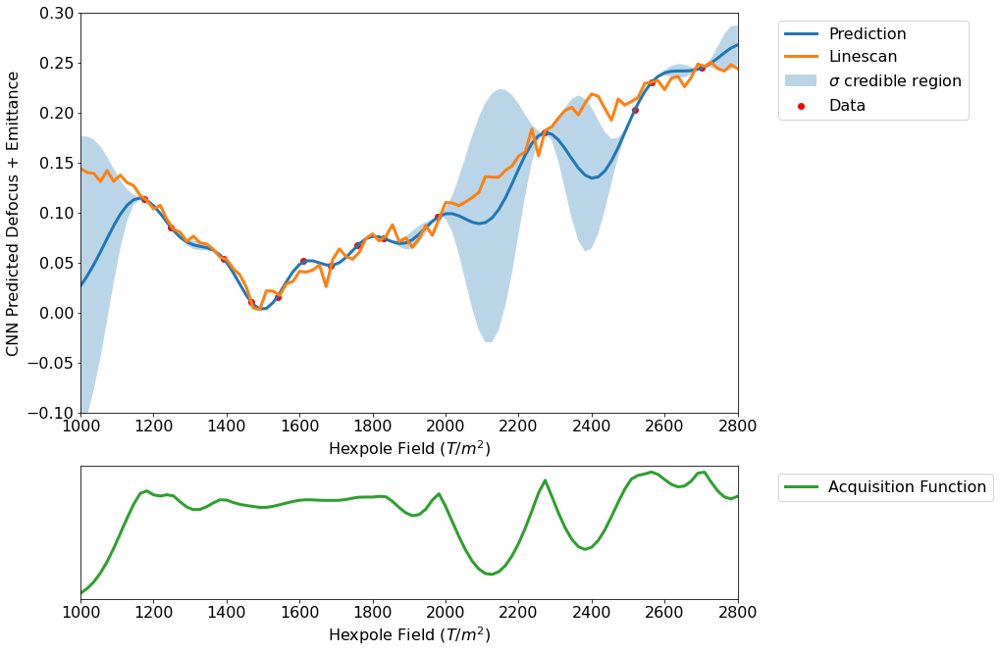 CNN Predicted Defocus + Emittance
0.30
0.25
0.20
0.15
0.10
0.05
0.00
−0.05
−0.10
1000 1200 1400 1600 1800 2000 2200 2400 2600 2800
Hexpole Field (T/m²)
Prediction
Linescan
σ credible region
Data
1000 1200 1400 1600 1800 2000 2200 2400 2600 2800
Hexpole Field (T/m²)
Acquisition Function